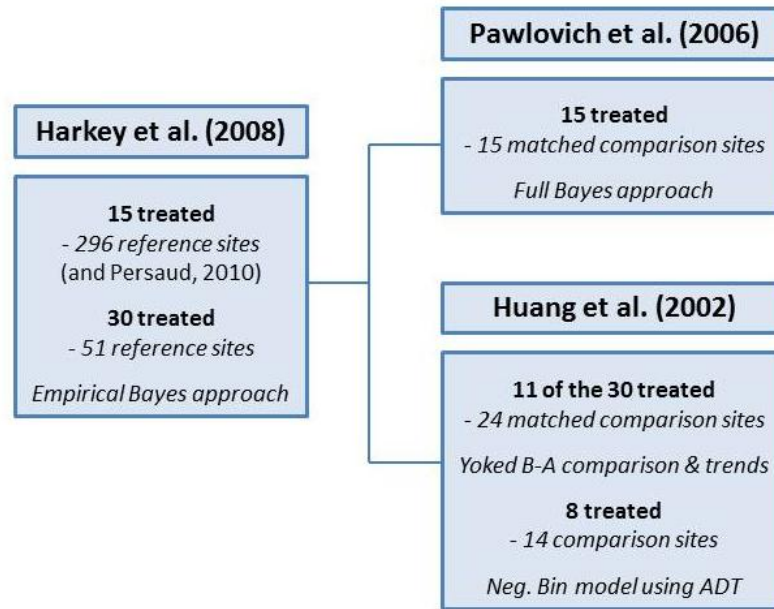 Harkey et al. (2008)
15 treated
- 296 reference sites
(and Persaud, 2010)
30 treated
- 51 reference sites
Empirical Bayes approach
Pawlovich et al. (2006)
15 treated
- 15 matched comparison sites
Full Bayes approach
Huang et al. (2002)
11 of the 30 treated
- 24 matched comparison sites
Yoked B-A comparison & trends
8 treated
- 14 comparison sites
Neg. Bin model using ADT